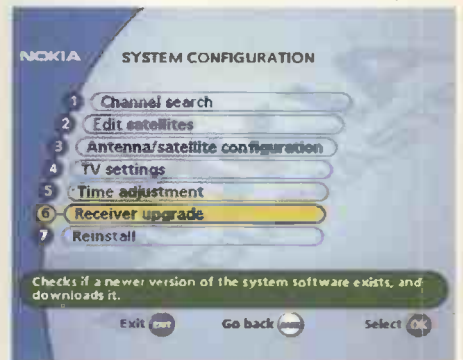 NOKIA
SYSTEM CONFIGURATION
1 Channel search
2 Edit satellites
3 Antenna/satellite configuration
4 TV settings
5 Time adjustment
6 Receiver upgrade
7 Reinstall
Checks if a newer version of the system software exists, and
downloads it.
Exit EXIT Go back Select OK